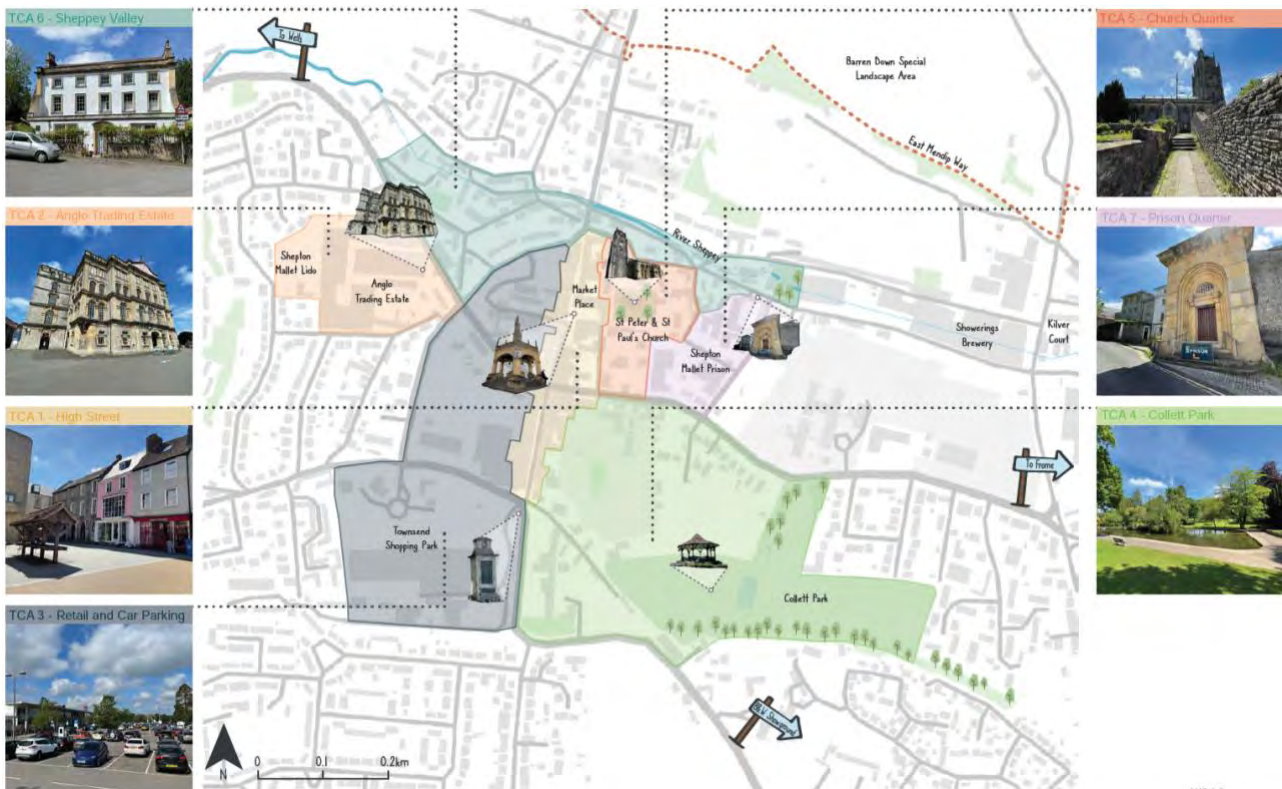 TCA 6 - Sheppey Valley
TCA 2 - Anglo Trading Estate
TCA 1 - High Street
TCA 3 - Retail and Car Parking
To Wells
Barren Down Special
Landscape Area
East Mendip Way
River Sheppey
Shepton
Mallet Lido
Anglo
Trading Estate
Market
Place
St Peter & St
Paul's Church
Shepton
Mallet Prison
Showerings
Brewery
Kilver
Court
To Frome
Townsend
Shopping Park
Collett Park
B&W Showground
N
0 0.1 0.2km
TCA 5 - Church Quarter
TCA 7 - Prison Quarter
TCA 4 - Collett Park